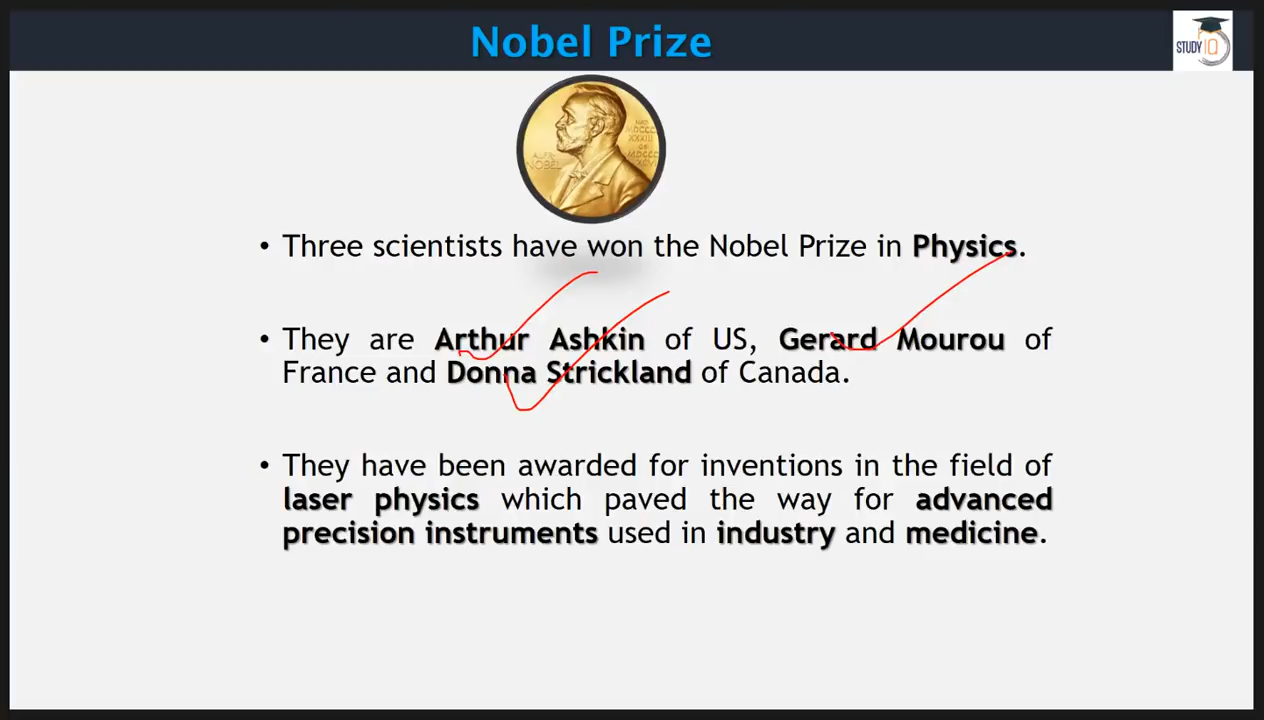 Nobel Prize
STUDY IQ
ALFR
NOBEL
• Three scientists have won the Nobel Prize in Physics.
• They are Arthur Ashkin of US, Gerard Mourou of
France and Donna Strickland of Canada.
• They have been awarded for inventions in the field of
laser physics which paved the way for advanced
precision instruments used in industry and medicine.